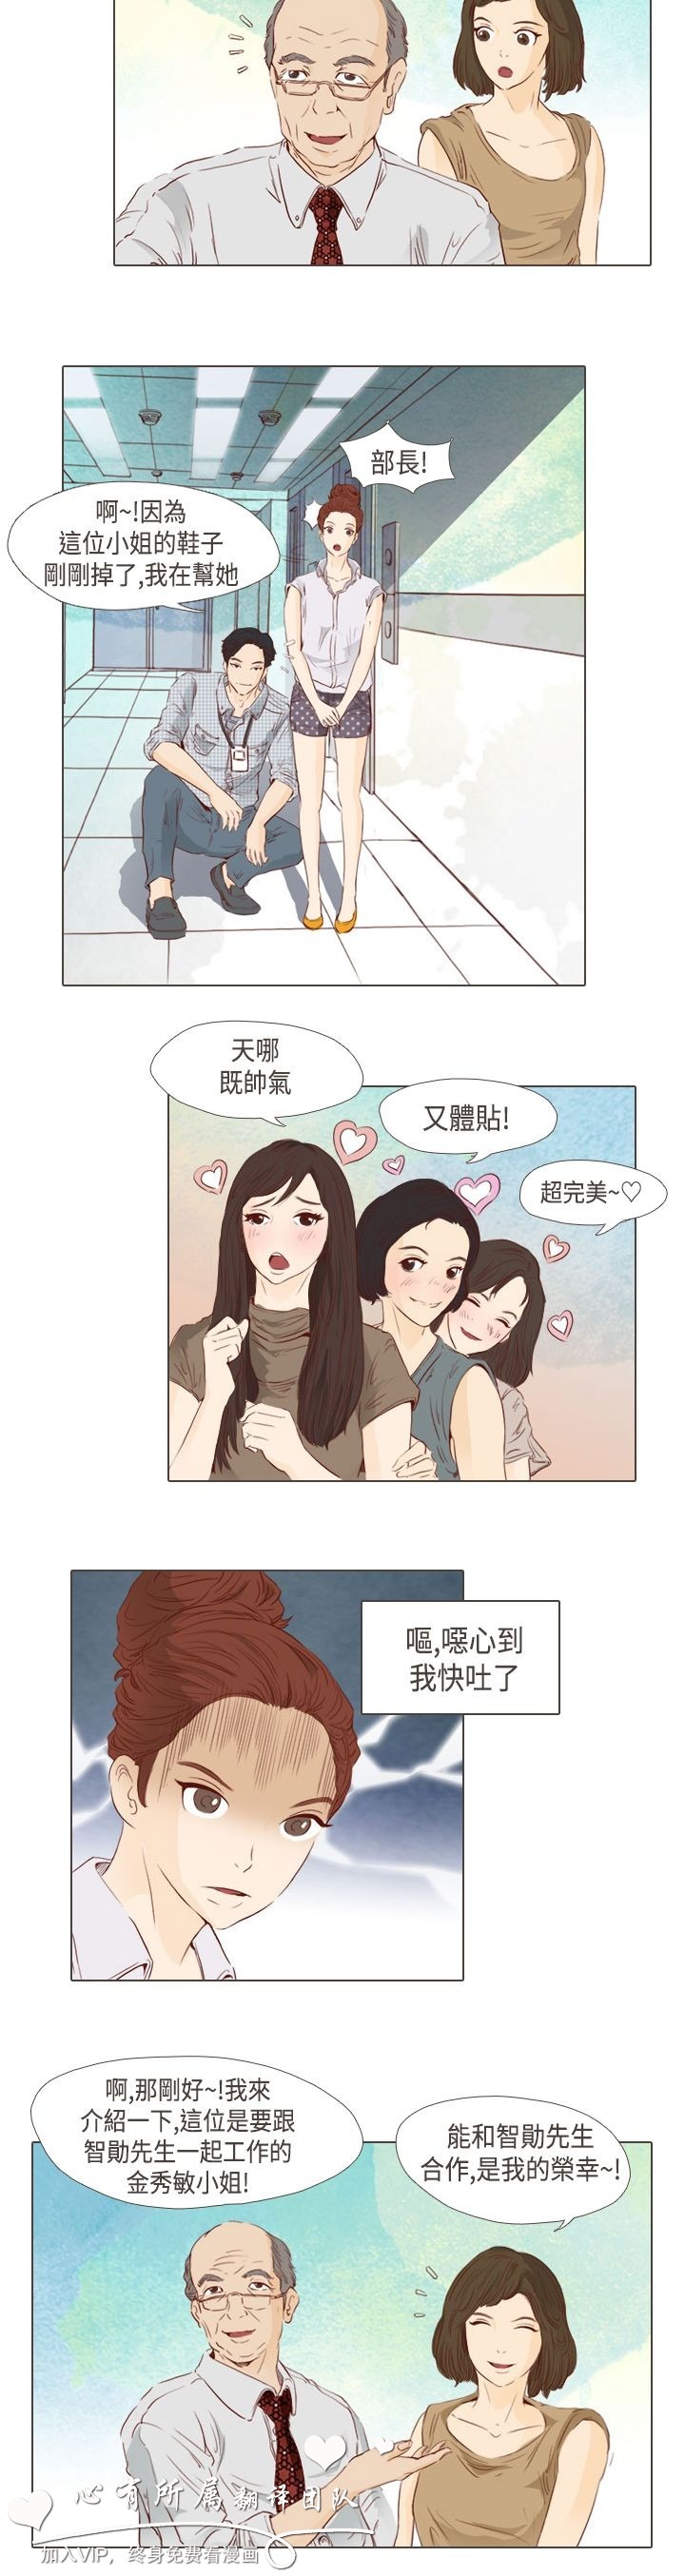 部長!
啊~!因為
這位小姐的鞋子
剛剛掉了,我在幫她
天哪
既帥氣
又體貼!
超完美~♡
嘔,噁心到
我快吐了
啊,那剛好~!我來
介紹一下,這位是要跟
智勛先生一起工作的
金秀敏小姐!
能和智勛先生
合作,是我的榮幸~!
心有所属翻译团队
加入VIP，终身免费看漫画